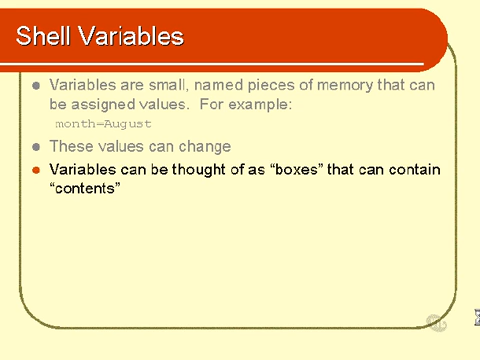 Shell Variables
Variables are small, named pieces of memory that can
be assigned values. For example:
month=August
These values can change
Variables can be thought of as “boxes” that can contain
“contents”